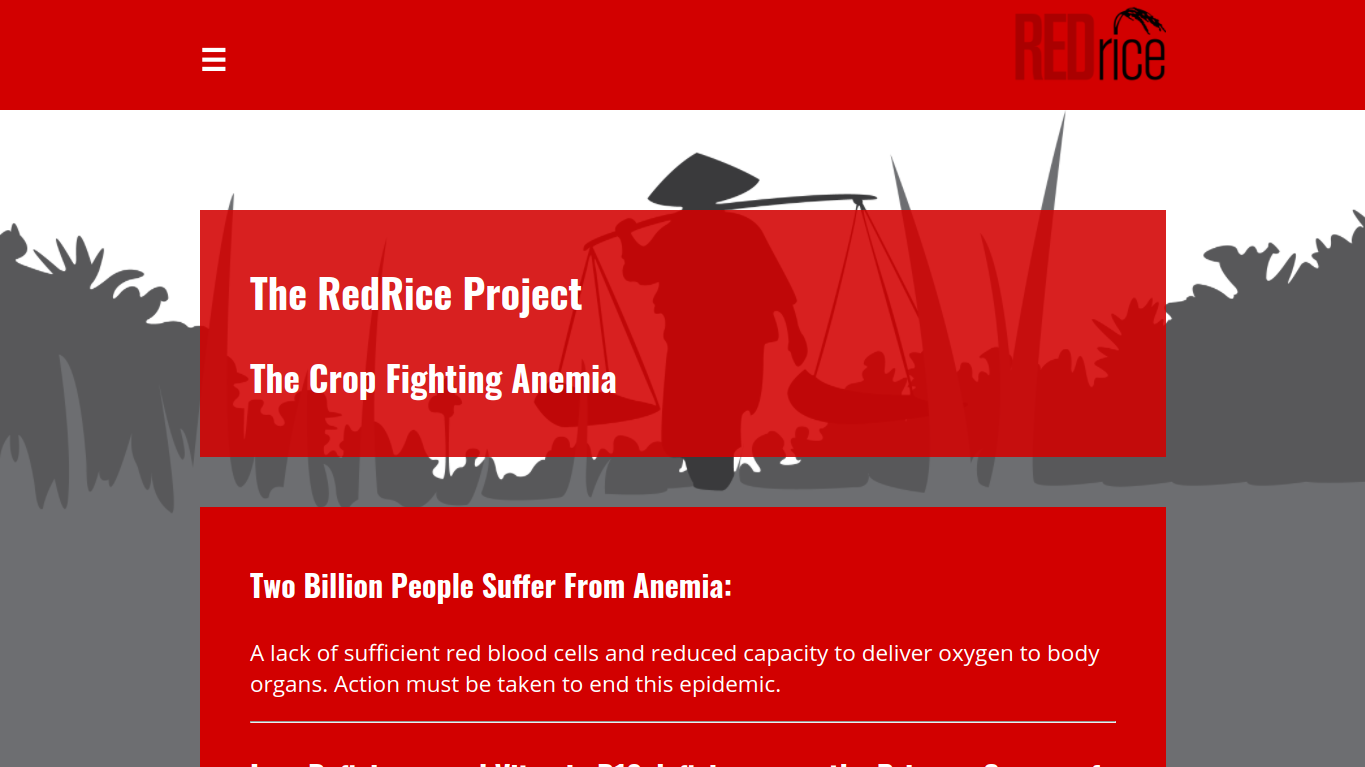 REDrice
The RedRice Project
The Crop Fighting Anemia
Two Billion People Suffer From Anemia:
A lack of sufficient red blood cells and reduced capacity to deliver oxygen to body
organs. Action must be taken to end this epidemic.